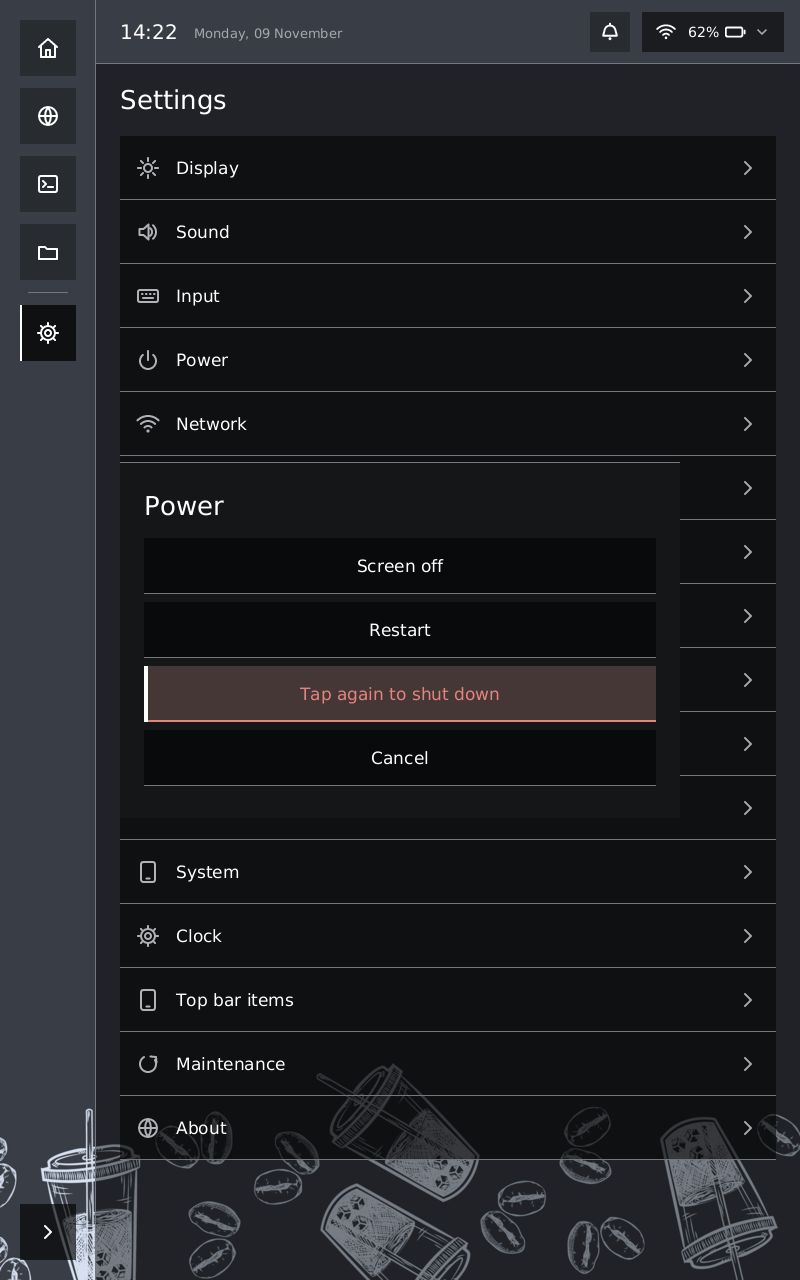 14:22 Monday, 09 November 62%
Settings
Display
Sound
Input
Power
Network
Power
Screen off
Restart
Tap again to shut down
Cancel
System
Clock
Top bar items
Maintenance
About